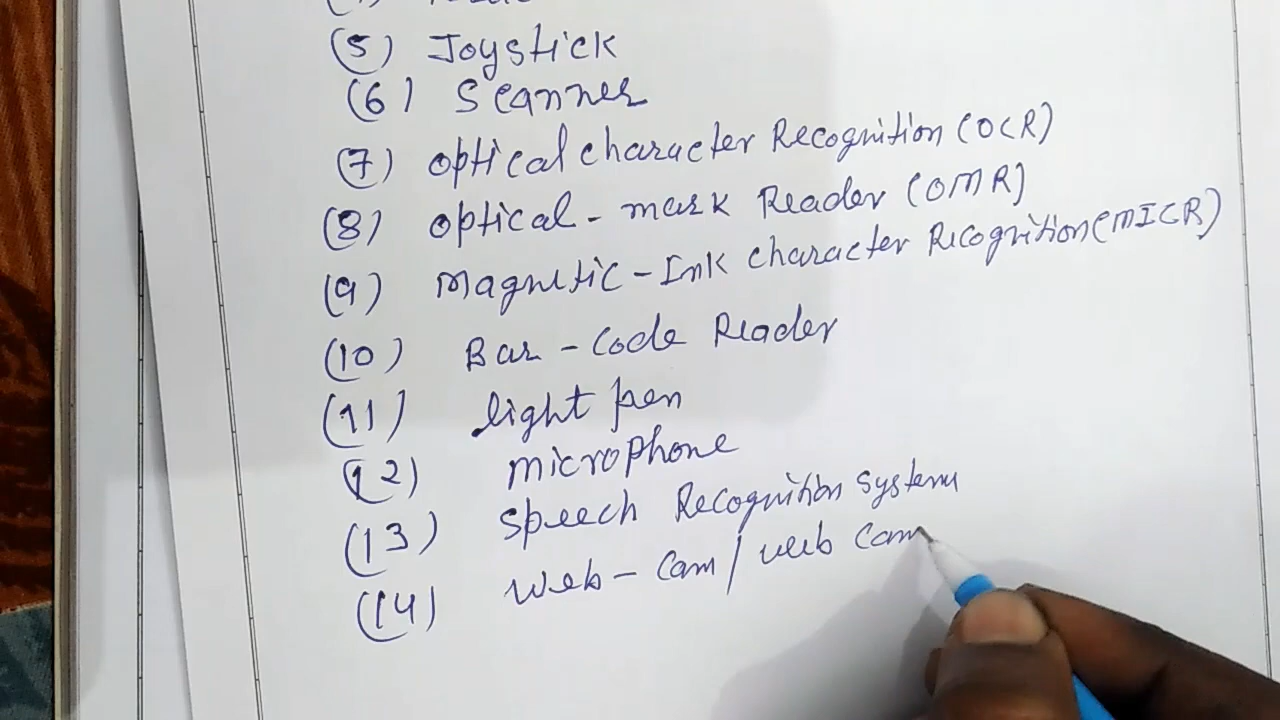 (5) Joystick
(6) Scanner
(7) optical character Recognition (OCR)
(8) optical - mark Reader (OMR)
(9) Magnetic - Ink character Recognition (MICR)
(10) Bar - Code Reader
(11) light pen
(12) microphone
(13) speech Recognition system
(14) web - Cam / web Cam